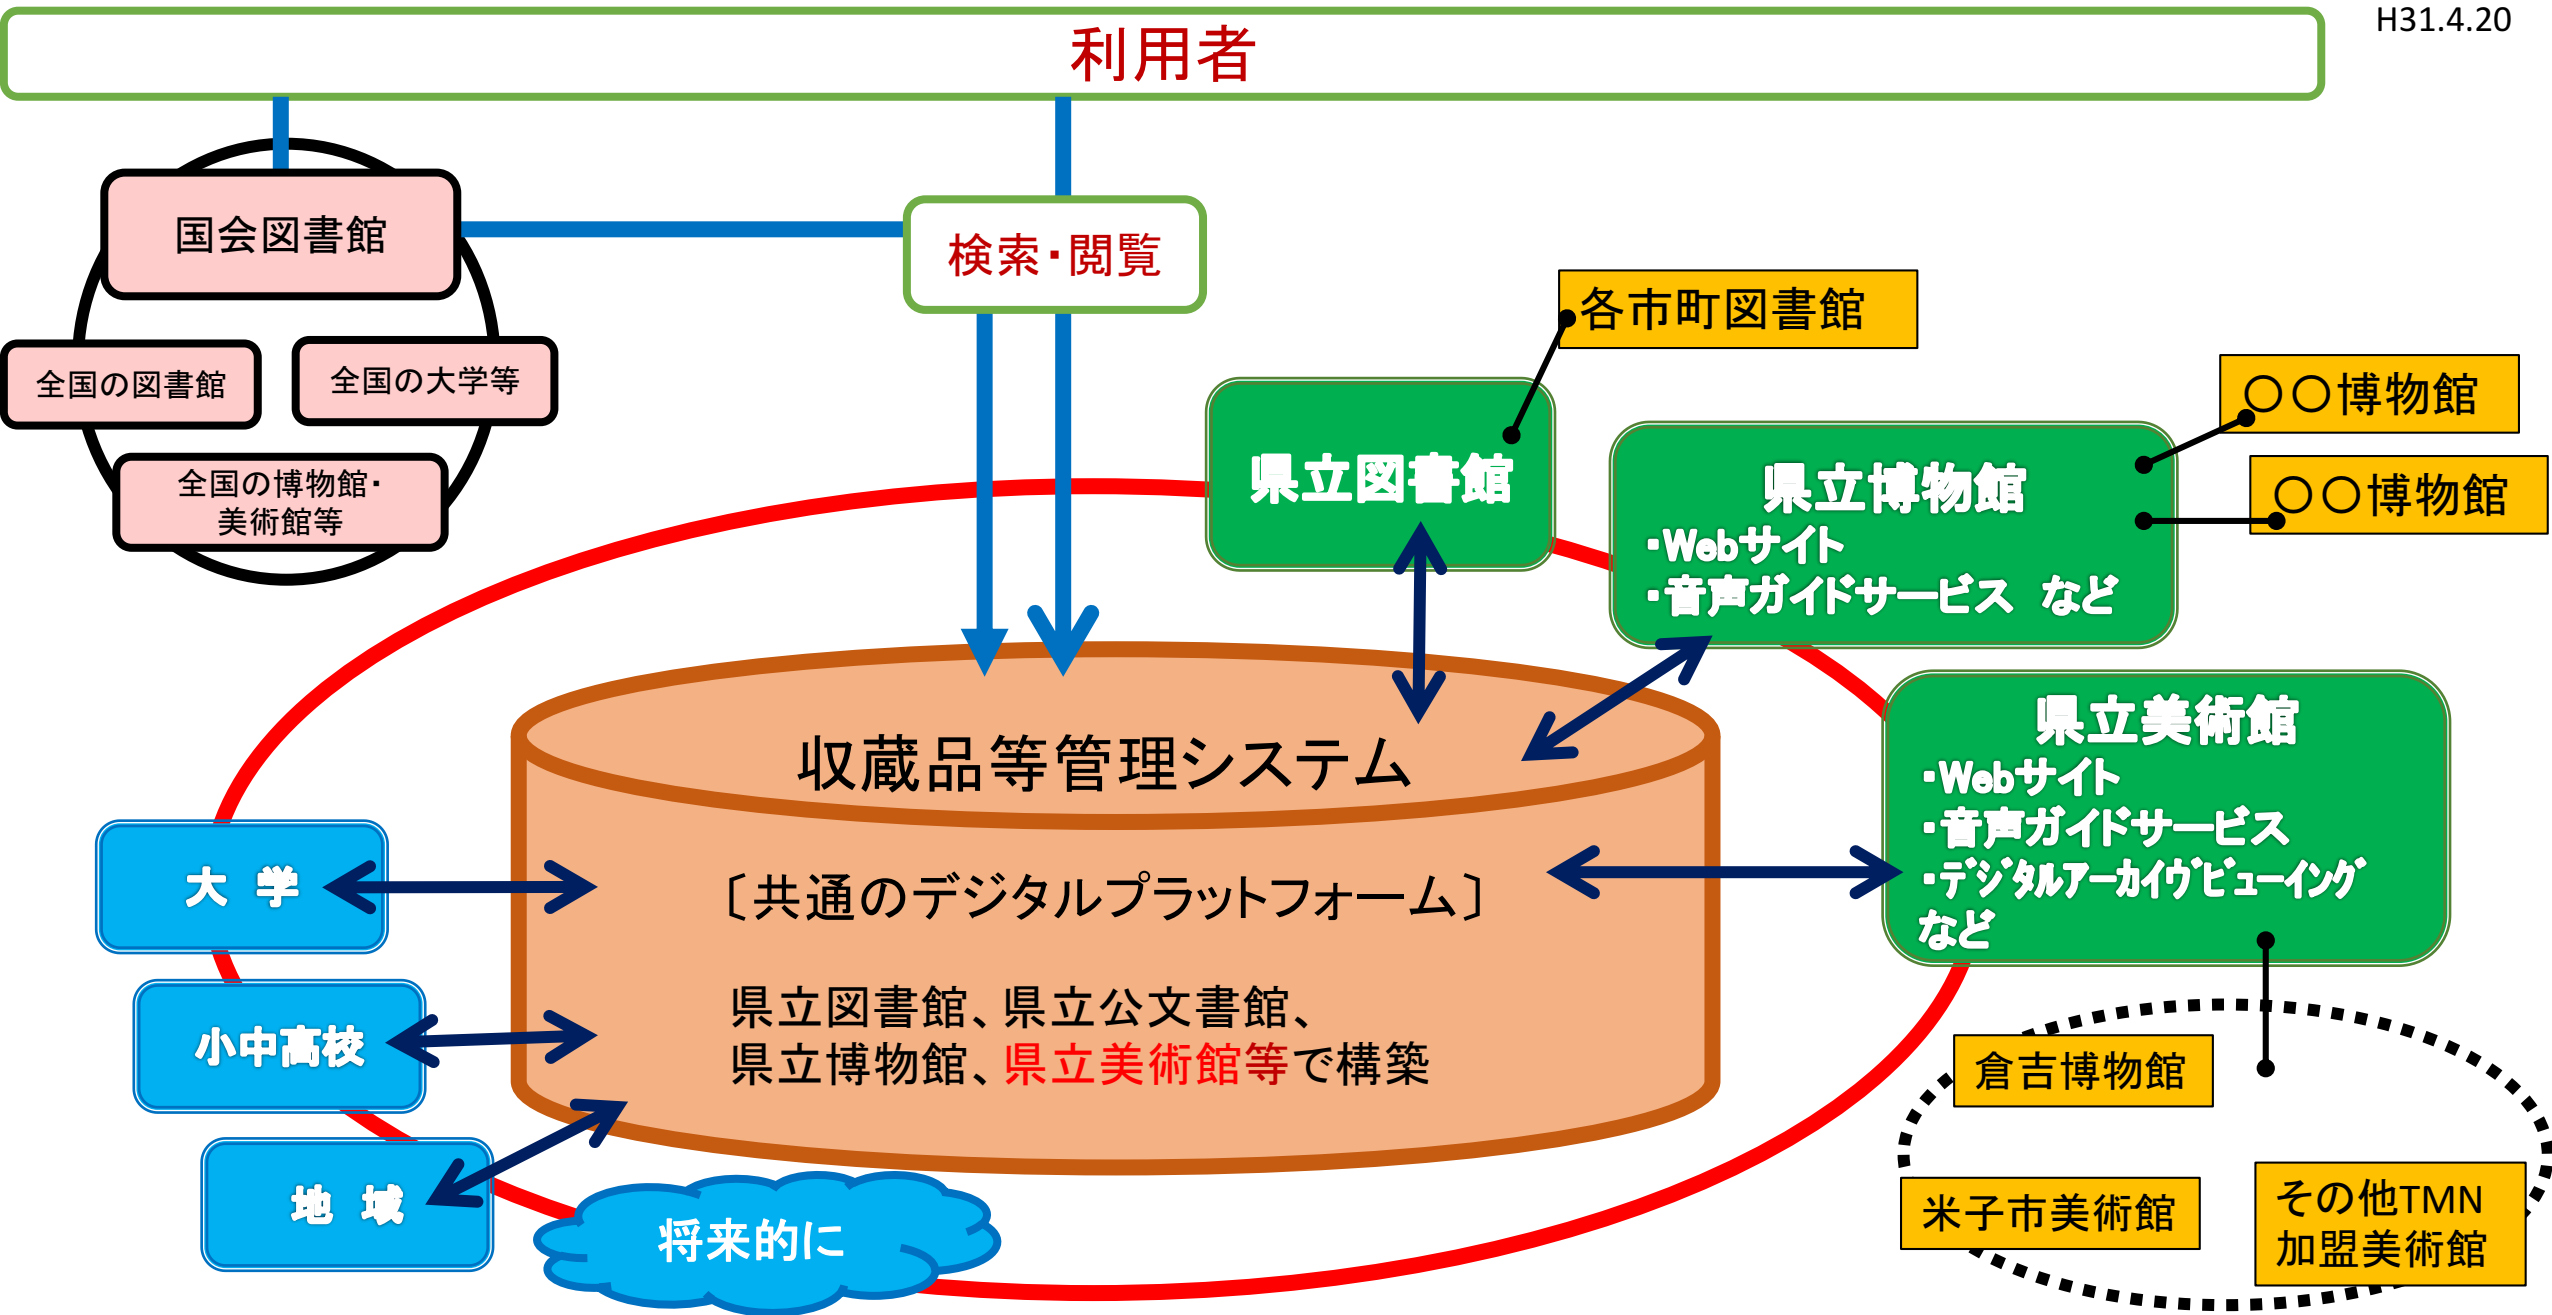 H31.4.20
利用者
国会図書館
検索・閲覧
全国の図書館
全国の大学等
全国の博物館・
美術館等
各市町図書館
〇〇博物館
〇〇博物館
県立図書館
県立博物館
・Webサイト
・音声ガイドサービス　など
県立美術館
・Webサイト
・音声ガイドサービス
・デジタルアーカイヴビューイング
など
収蔵品等管理システム
〔共通のデジタルプラットフォーム〕
県立図書館、県立公文書館、
県立博物館、県立美術館等で構築
大　学
小中高校
地　域
将来的に
倉吉博物館
米子市美術館
その他TMN
加盟美術館